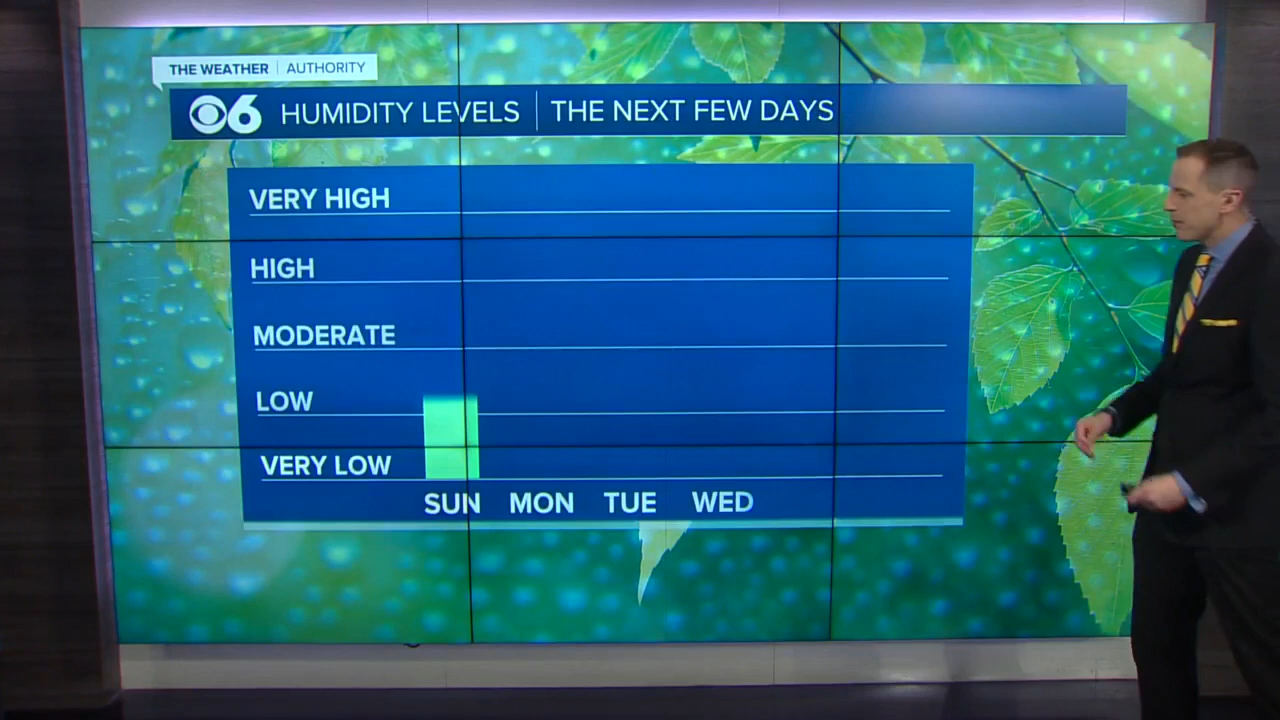 THE WEATHER | AUTHORITY
6 HUMIDITY LEVELS | THE NEXT FEW DAYS
VERY HIGH
HIGH
MODERATE
LOW
VERY LOW
SUN MON TUE WED